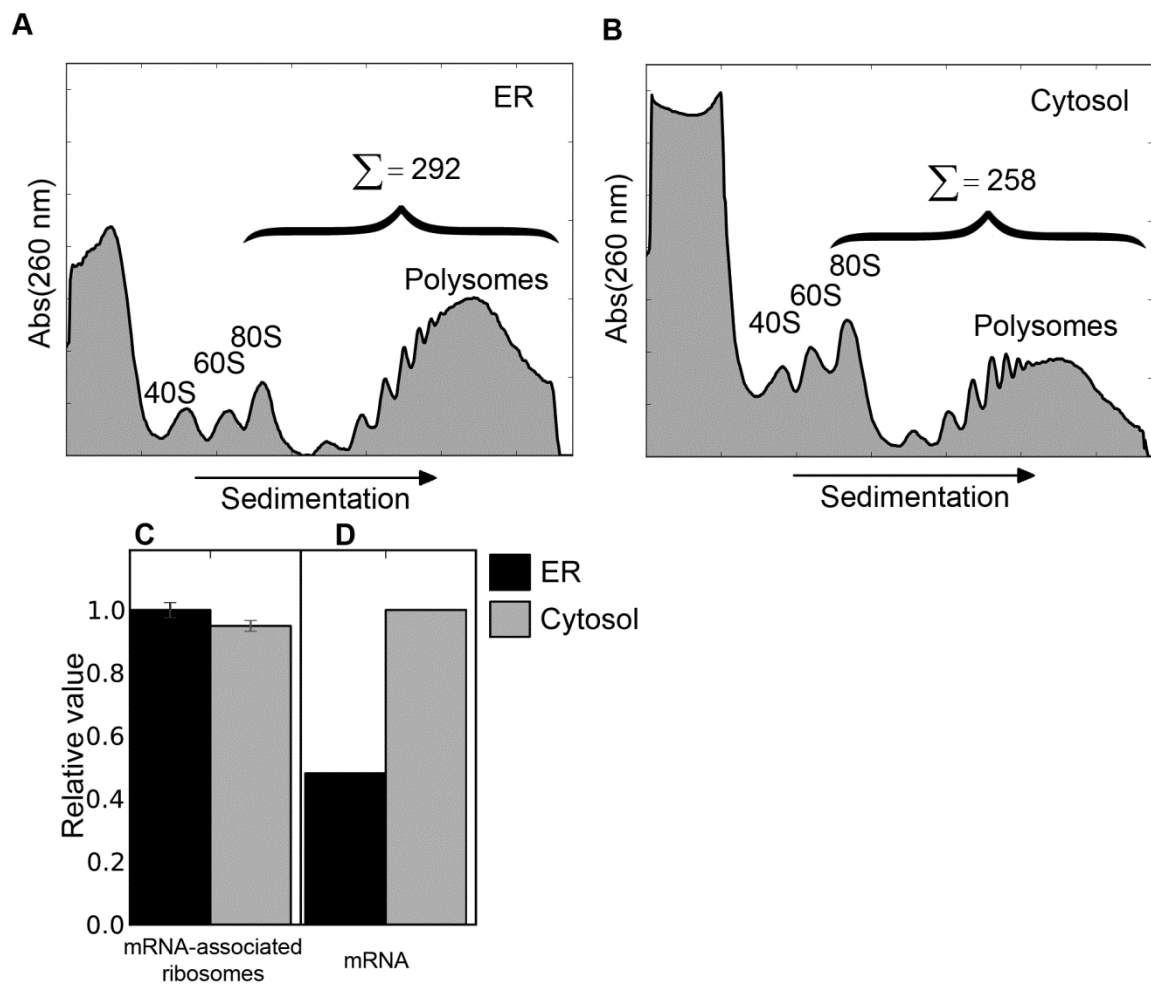 A
ER
∑ = 292
Polysomes
80S
60S
40S
Abs(260 nm)
Sedimentation
B
Cytosol
∑ = 258
80S
60S
40S
Polysomes
Abs(260 nm)
Sedimentation
C
D
ER
Cytosol
1.0
0.8
0.6
0.4
0.2
0.0
Relative value
mRNA-associated
ribosomes
mRNA